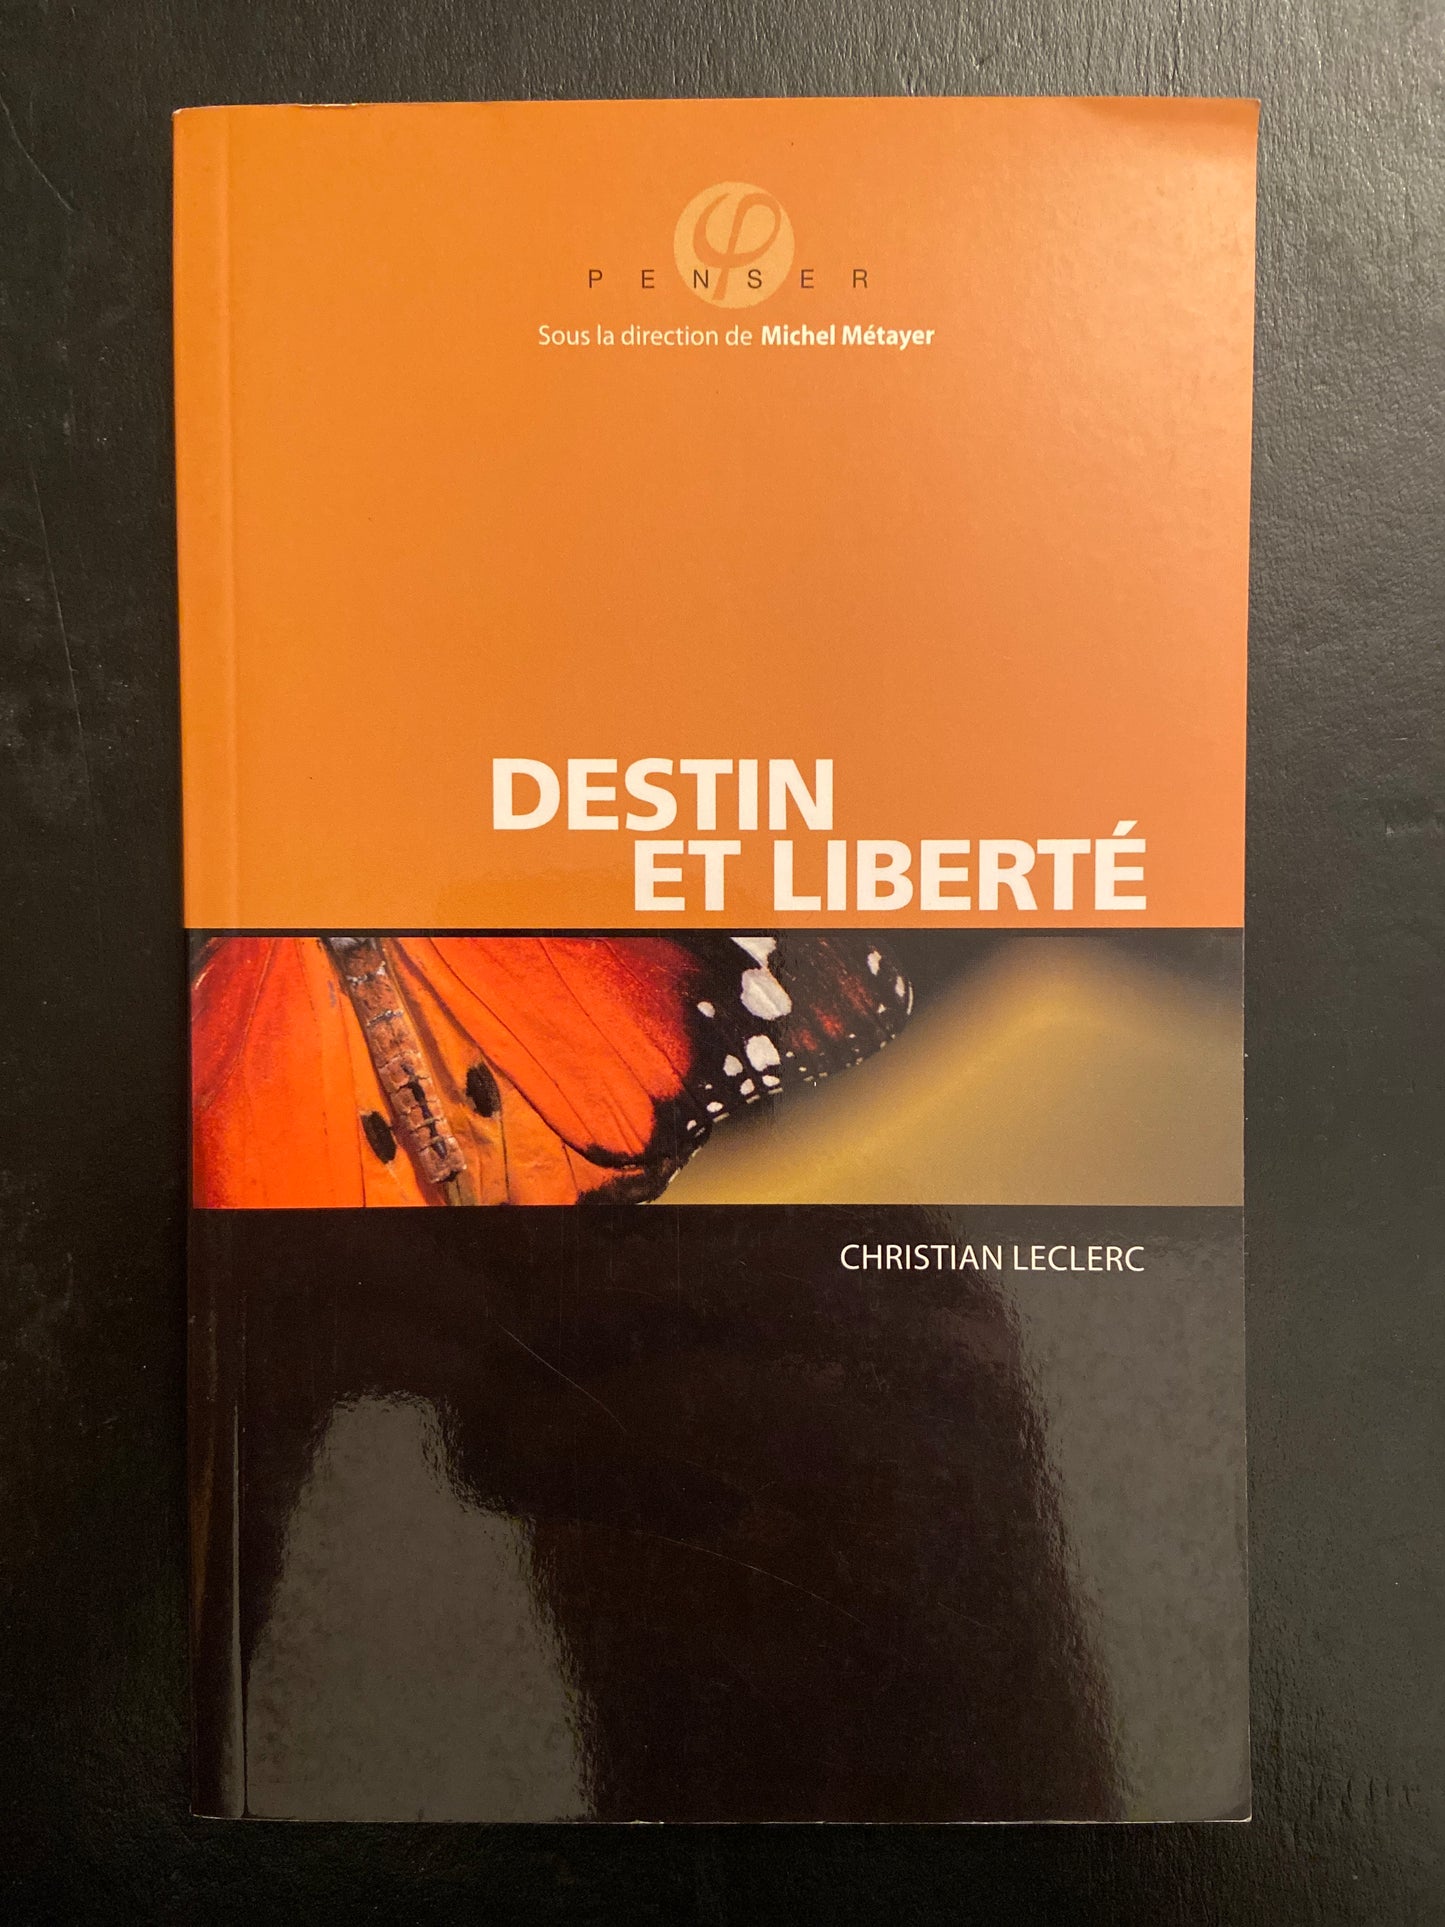 φ
PENSER
Sous la direction de Michel Métayer
DESTIN
ET LIBERTÉ
CHRISTIAN LECLERC